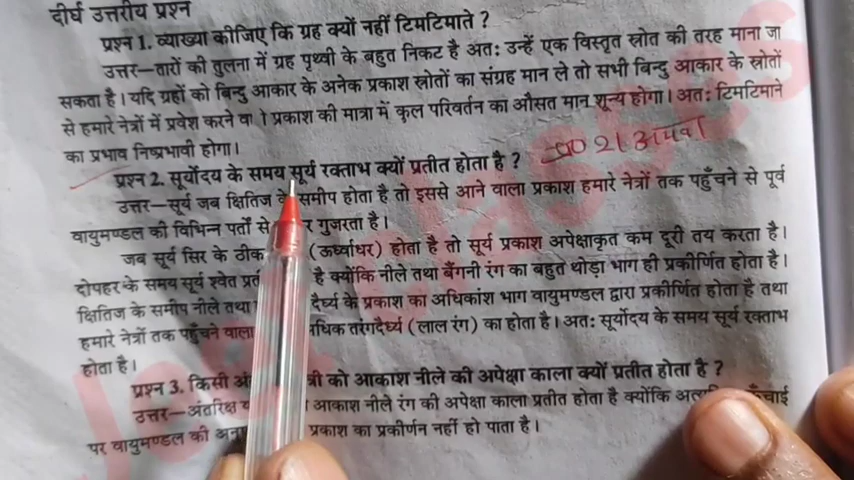 दीर्घ उत्तरीय प्रश्न
प्रश्न 1. व्याख्या कीजिए कि ग्रह क्यों नहीं टिमटिमाते ?
उत्तर—तारों की तुलना में ग्रह पृथ्वी के बहुत निकट है अत: उन्हें एक विस्तृत स्रोत की तरह माना जा
सकता है। यदि ग्रहों को बिन्दु आकार के अनेक प्रकाश स्रोतों का संग्रह मान ले तो सभी बिन्दु आकार के स्रोतों
से हमारे नेत्रों में प्रवेश करने वा प्रकाश की मात्रा में कुल परिवर्तन का औसत मान शून्य होगा। अत: टिमटिमाने
का प्रभाव निष्प्रभावी होगा।
प्र० 2। अथवा
प्रश्न 2. सूर्योदय के समय सूर्य रक्ताभ क्यों प्रतीत होता है ?
उत्तर—सूर्य जब क्षितिज के समीप होता है तो इससे आने वाला प्रकाश हमारे नेत्रों तक पहुँचने से पूर्व
वायुमण्डल की विभिन्न पर्तों से र गुजरता है।
जब सूर्य सिर के ठीक (ऊर्ध्वाधर) होता है तो सूर्य प्रकाश अपेक्षाकृत कम दूरी तय करता है।
दोपहर के समय सूर्य श्वेत प्रत है क्योंकि नीले तथा बैंगनी रंग का बहुत थोड़ा भाग ही प्रकीर्णित होता है।
क्षितिज के समीप नीले तथा दैर्ध्य के प्रकाश का अधिकांश भाग वायुमण्डल द्वारा प्रकीर्णित होता है तथा
हमारे नेत्रों तक पहुँचने वाला धिक तरंगदैर्ध्य (लाल रंग) का होता है। अत: सूर्योदय के समय सूर्य रक्ताभ
होता है।
प्रश्न 3. किसी अं त्री को आकाश नीले की अपेक्षा काला क्यों प्रतीत होता है ?
उत्तर—अंतरिक्ष य आकाश नीले रंग की अपेक्षा काला प्रतीत होता है क्योंकि ऊँचाई
पर वायुमण्डल की अनु प्रकाश का प्रकीर्णन नहीं हो पाता है।